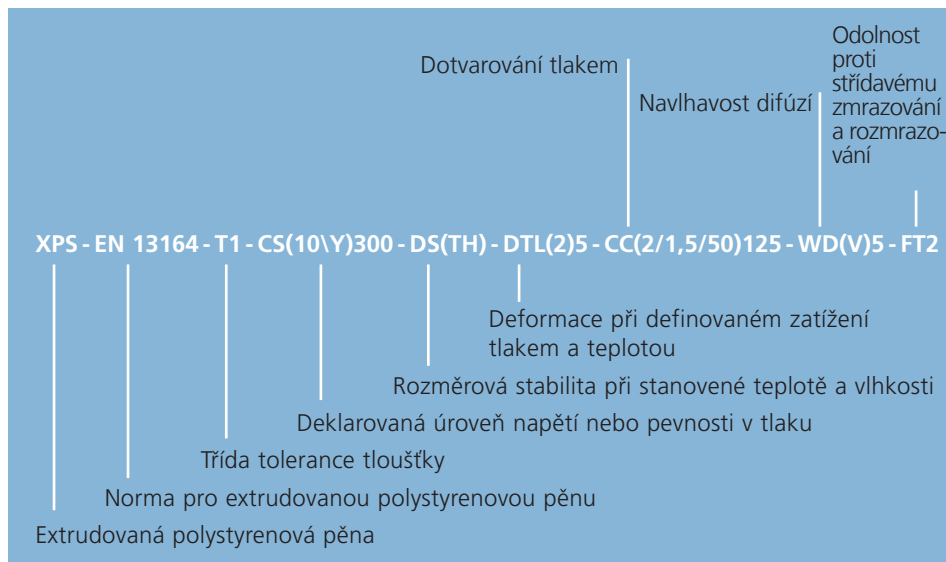 Dotvarování tlakem
Navlhavost difúzí
Odolnost
proti
střídavému
zmrazování
a rozmrazo-
vání
XPS - EN 13164 - T1 - CS(10\Y)300 - DS(TH) - DTL(2)5 - CC(2/1,5/50)125 - WD(V)5 - FT2
Deformace při definovaném zatížení
tlakem a teplotou
Rozměrová stabilita při stanovené teplotě a vlhkosti
Deklarovaná úroveň napětí nebo pevnosti v tlaku
Třída tolerance tloušťky
Norma pro extrudovanou polystyrenovou pěnu
Extrudovaná polystyrenová pěna